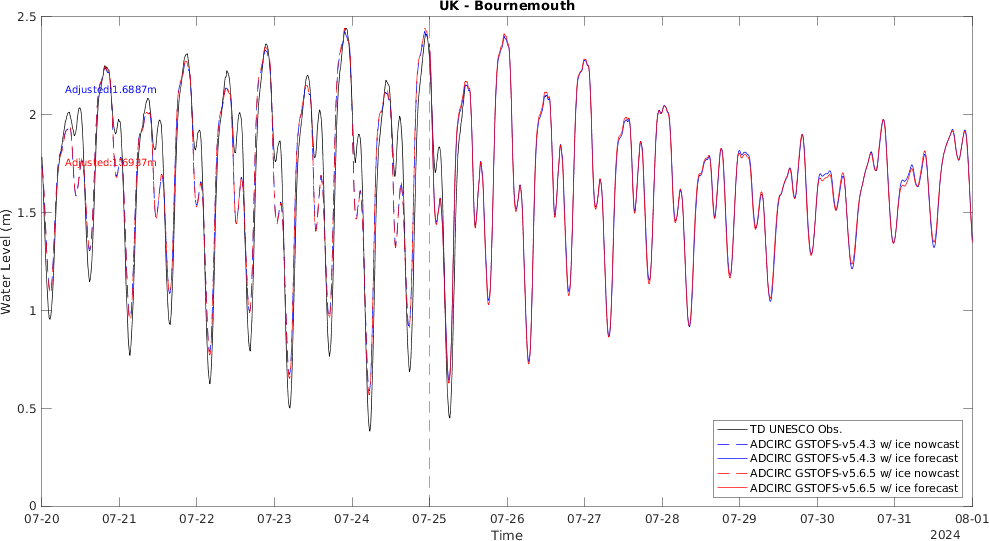 UK - Bournemouth
2.5
2
1.5
1
0.5
0
Water Level (m)
Adjusted:1.6887m
Adjusted:1.6937m
TD UNESCO Obs.
ADCIRC GSTOFS-v5.4.3 w/ ice nowcast
ADCIRC GSTOFS-v5.4.3 w/ ice forecast
ADCIRC GSTOFS-v5.6.5 w/ ice nowcast
ADCIRC GSTOFS-v5.6.5 w/ ice forecast
07-20 07-21 07-22 07-23 07-24 07-25 07-26 07-27 07-28 07-29 07-30 07-31 08-01
Time
2024